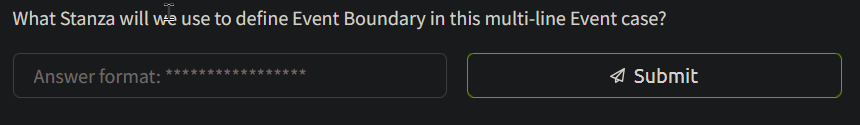 What Stanza will we use to define Event Boundary in this multi-line Event case?
Answer format: *****************
Submit